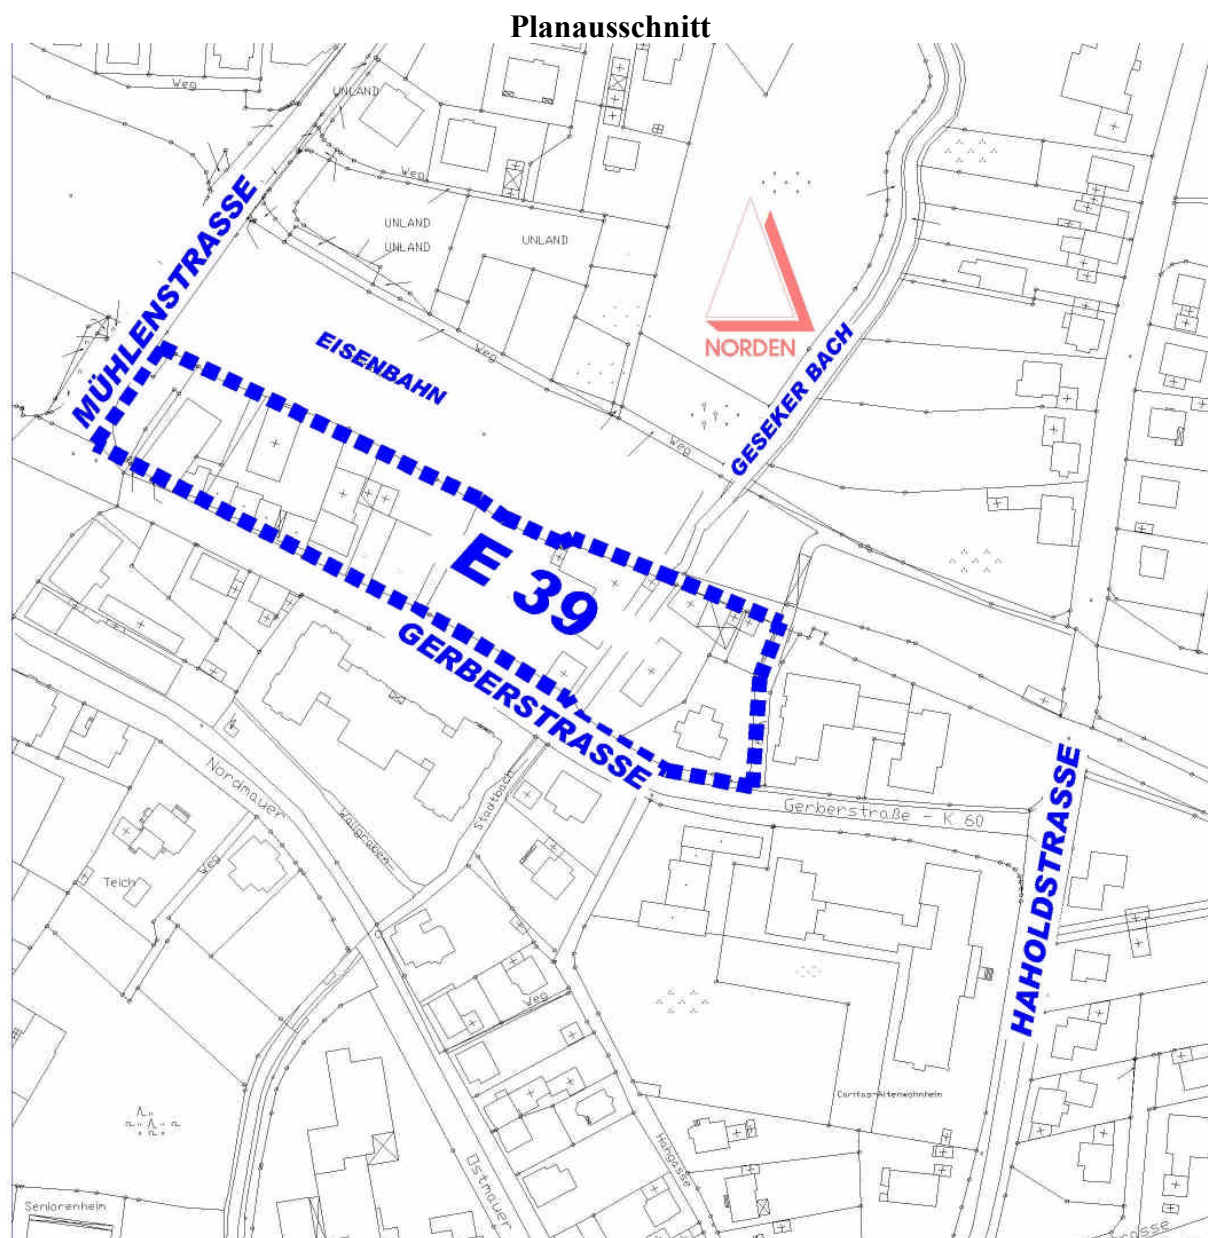 Planausschnitt
Weg
UNLAND
Weg
UNLAND
UNLAND
UNLAND
MÜHLENSTRASSE
NORDEN
EISENBAHN
Weg
GESEKER BACH
Weg
E 39
GERBERSTRASSE
Nordmauer
Stadtbach
Wallgraben
Gerberstraße - K 60
HAHOLDSTRASSE
Weg
Teich
Weg
Caritas-Altenwohnheim
Hahgasse
Ostmauer
Seniorenheim